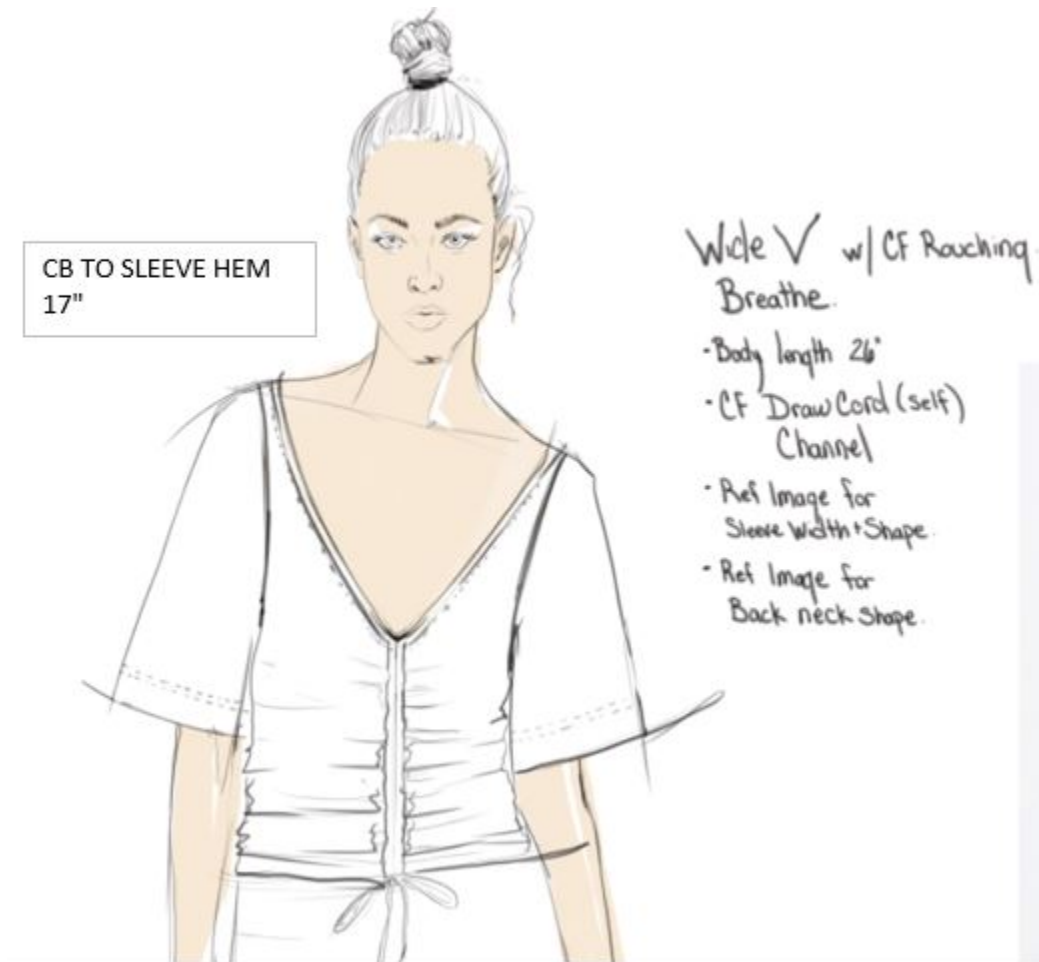 CB TO SLEEVE HEM
17"
Wide V w/ CF Rouching.
Breathe.
· Body length 26"
· CF Draw Cord (self)
Channel
· Ref Image for
Sleeve Width + Shape.
· Ref Image for
Back neck Shape.